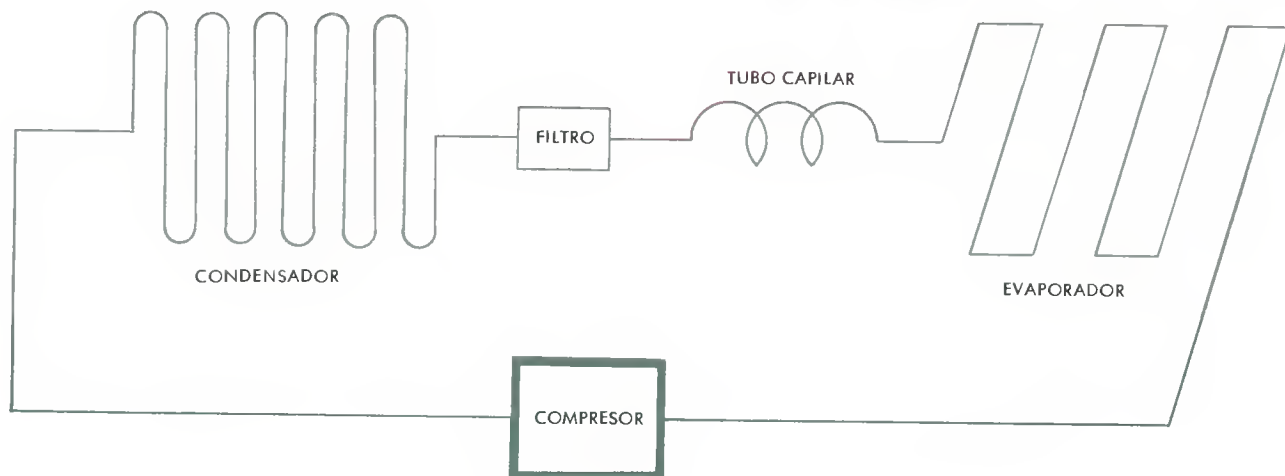 TUBO CAPILAR
FILTRO
CONDENSADOR
EVAPORADOR
COMPRESOR